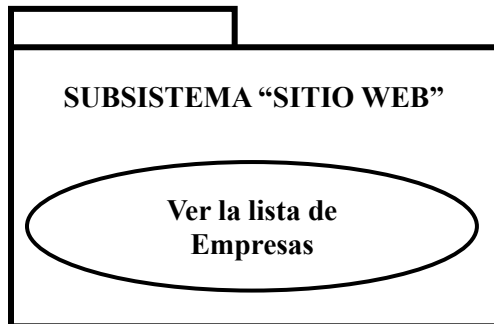 SUBSISTEMA “SITIO WEB”
Ver la lista de
Empresas